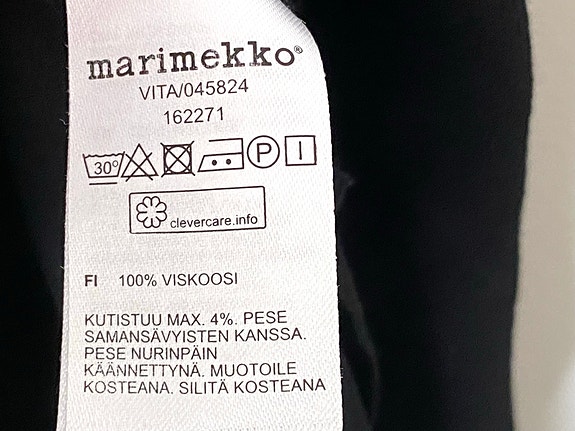 marimekko®
VITA/045824
162271
30° P I
clevercare.info
FI 100% VISKOOSI
KUTISTUU MAX. 4%. PESE
SAMANSÄVYISTEN KANSSA.
PESE NURINPÄIN
KÄÄNNETTYNÄ. MUOTOILE
KOSTEANA. SILITÄ KOSTEANA